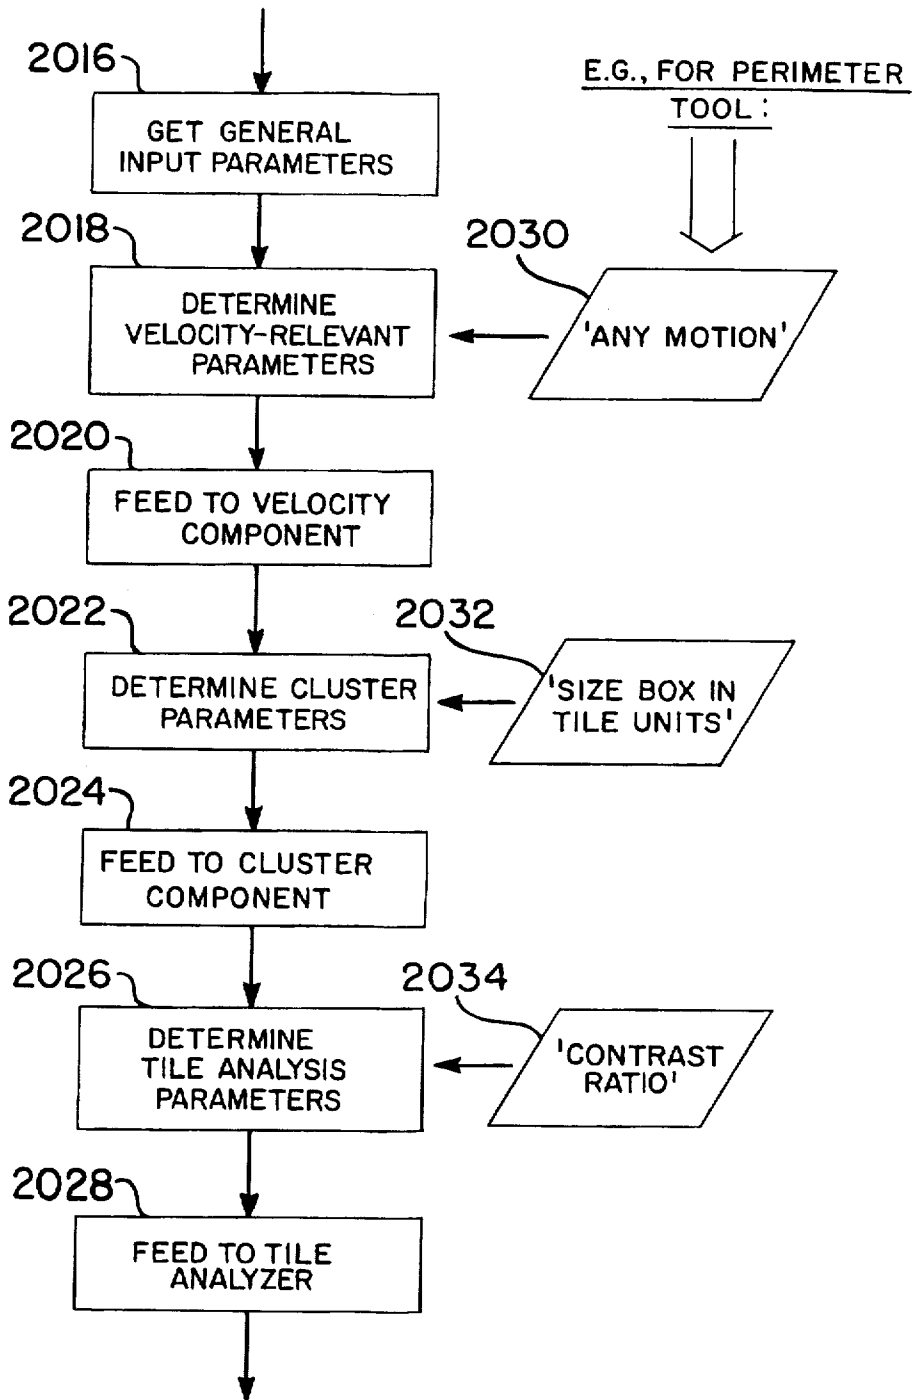 2016
GET GENERAL
INPUT PARAMETERS
E.G., FOR PERIMETER
TOOL:
2018
DETERMINE
VELOCITY-RELEVANT
PARAMETERS
2030
'ANY MOTION'
2020
FEED TO VELOCITY
COMPONENT
2022
DETERMINE CLUSTER
PARAMETERS
2032
'SIZE BOX IN
TILE UNITS'
2024
FEED TO CLUSTER
COMPONENT
2026
DETERMINE
TILE ANALYSIS
PARAMETERS
2034
'CONTRAST
RATIO'
2028
FEED TO TILE
ANALYZER